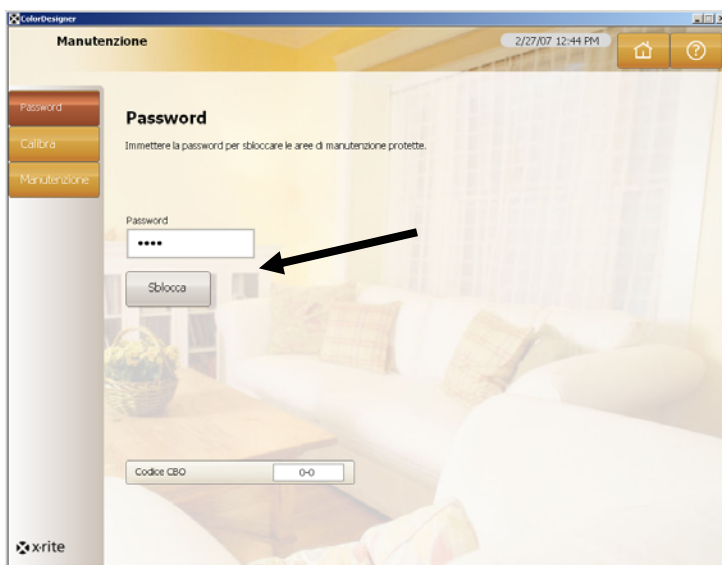 ColorDesigner
Manutenzione
2/27/07 12:44 PM
Password
Calibra
Manutenzione
Password
Immettere la password per sbloccare le aree di manutenzione protette.
Password
••••
Sblocca
Codice CBO 0-0
x·rite